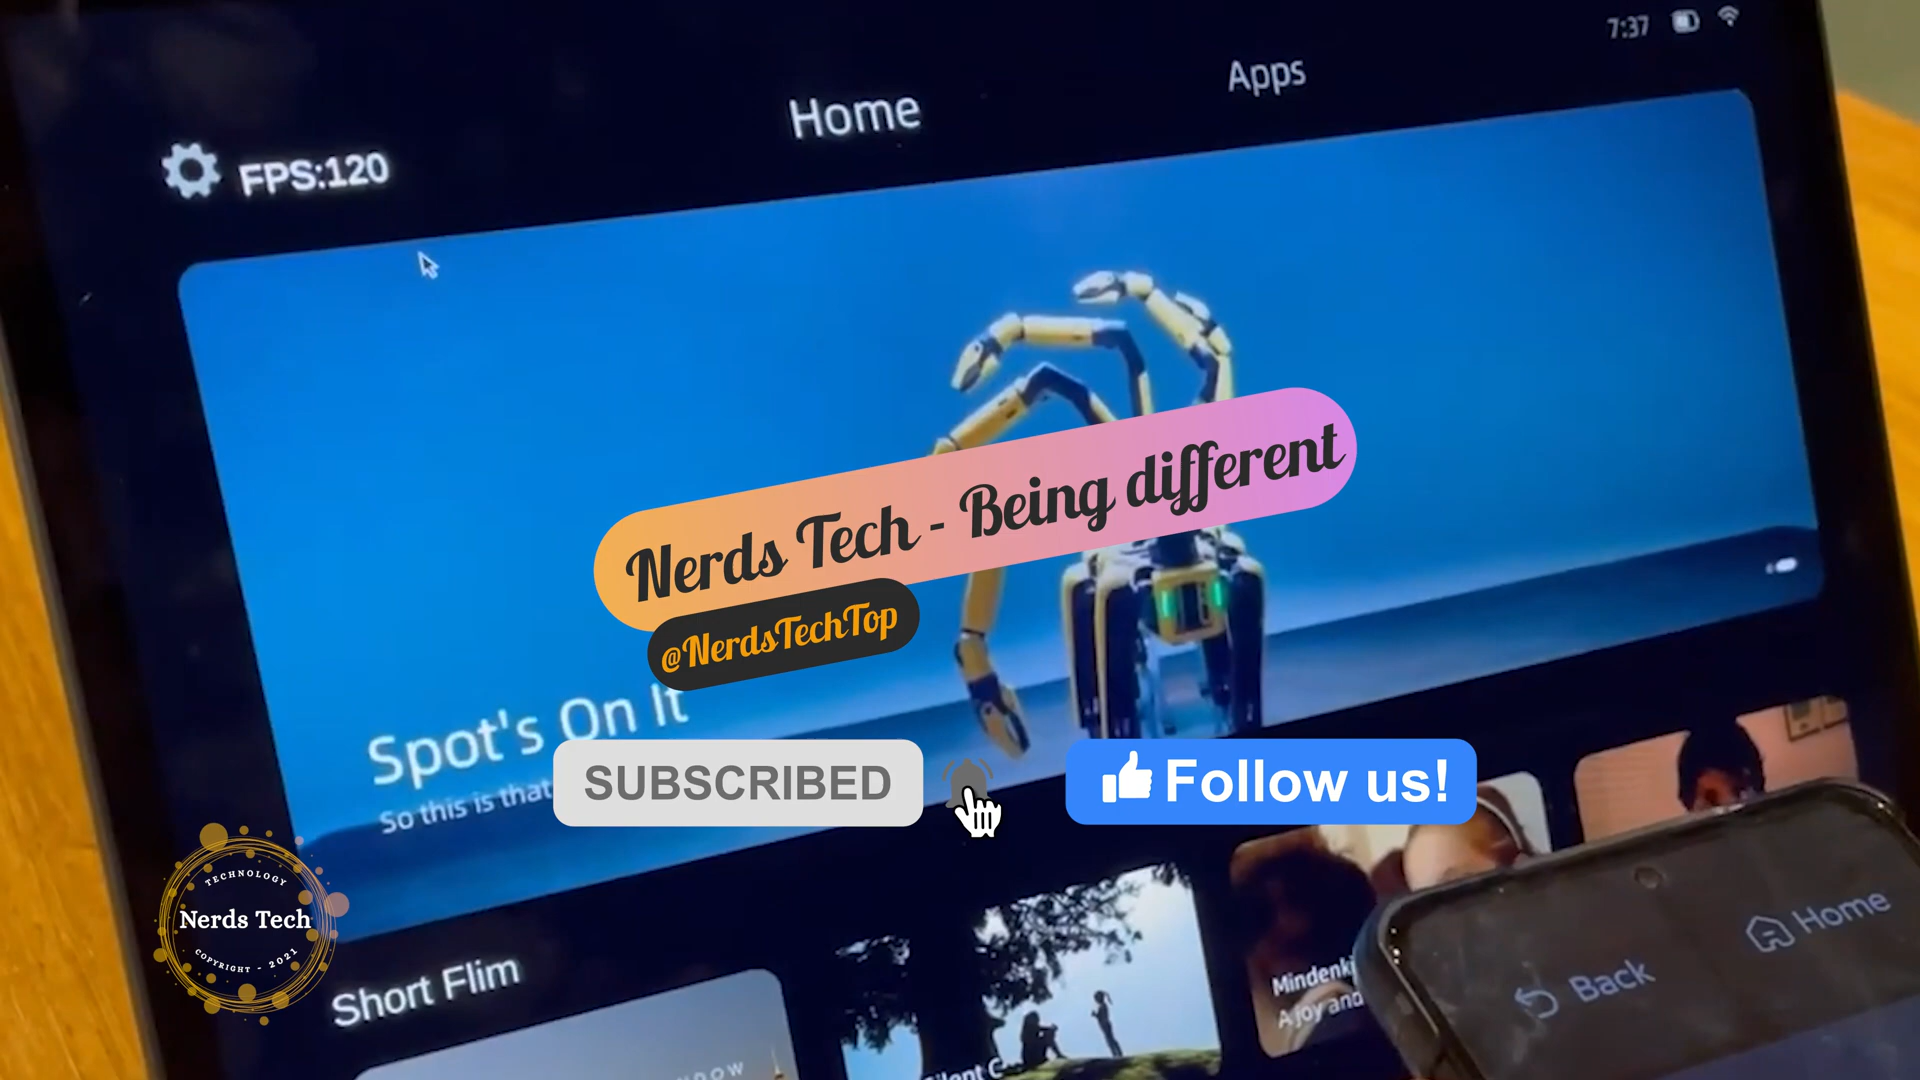 7:37
Apps
Home
FPS:120
Nerds Tech - Being different
@NerdsTechTop
Spot's On It
So this is that
SUBSCRIBED
Follow us!
TECHNOLOGY
Nerds Tech
COPYRIGHT - 2021
Short Flim
Mindenki
A joy and
Home
Back